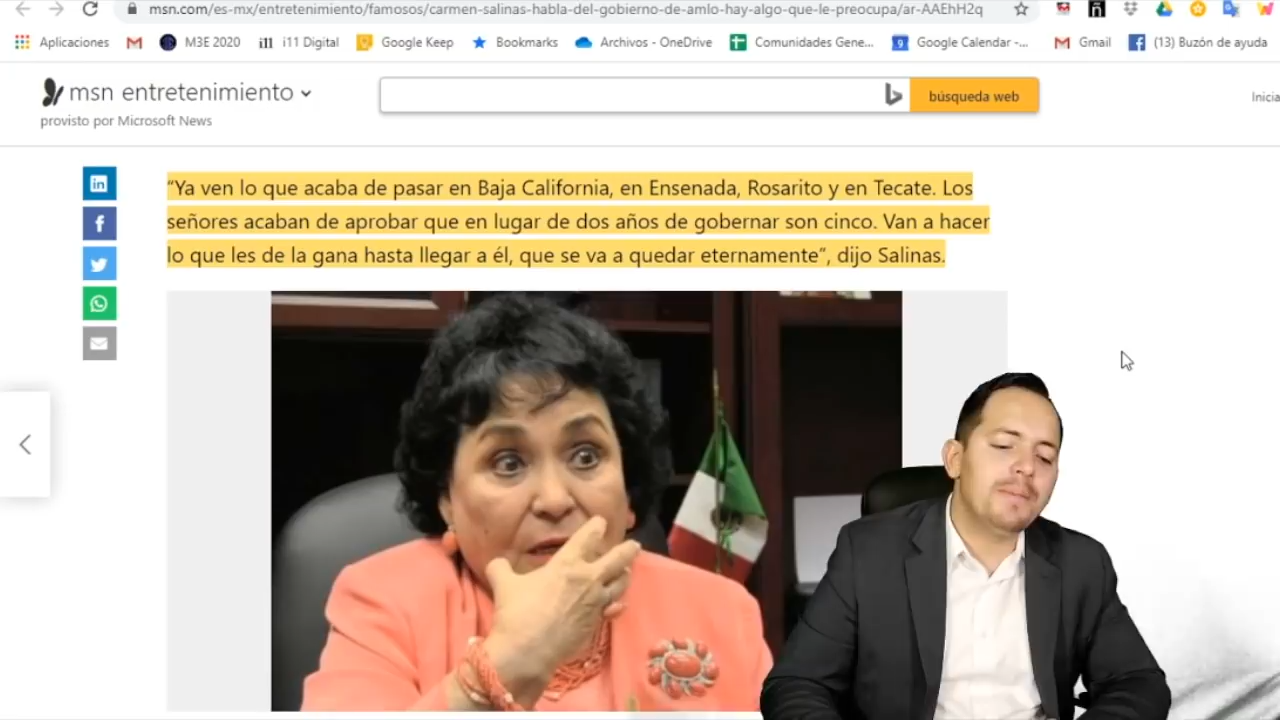 msn.com/es-mx/entretenimiento/famosos/carmen-salinas-habla-del-gobierno-de-amlo-hay-algo-que-le-preocupa/ar-AAEhH2q
Aplicaciones M3E 2020 i11 i11 Digital Google Keep Bookmarks Archivos - OneDrive Comunidades Gene... 9 Google Calendar -... Gmail (13) Buzón de ayuda
msn entretenimiento
búsqueda web
Inicia
provisto por Microsoft News
“Ya ven lo que acaba de pasar en Baja California, en Ensenada, Rosarito y en Tecate. Los
señores acaban de aprobar que en lugar de dos años de gobernar son cinco. Van a hacer
lo que les de la gana hasta llegar a él, que se va a quedar eternamente”, dijo Salinas.